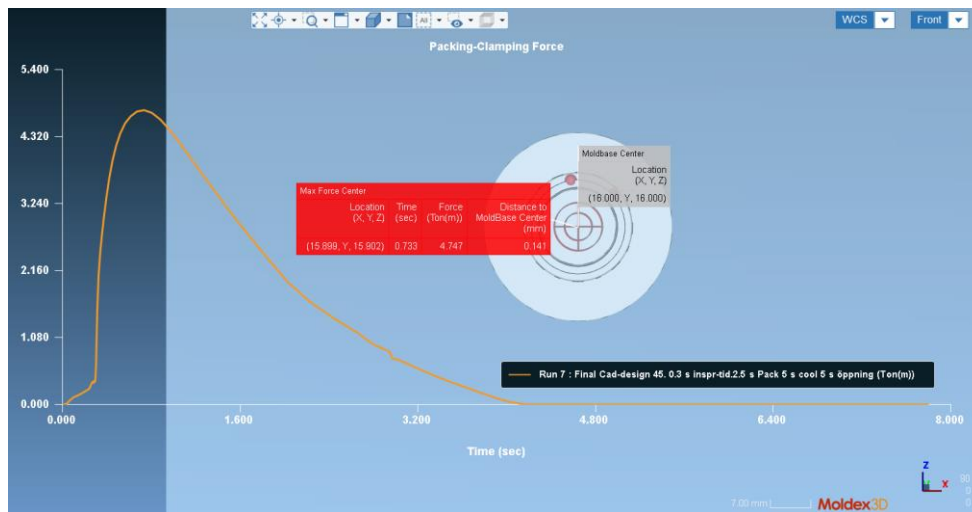 All
WCS
Front
Packing-Clamping Force
5.400
4.320
3.240
2.160
1.080
0.000
0.000
1.600
3.200
4.800
6.400
8.000
Time (sec)
Moldbase Center
Location
(X, Y, Z)
(16.000, Y, 16.000)
Max Force Center
Location Time Force Distance to
(X, Y, Z) (sec) (Ton(m)) MoldBase Center
(mm)
(15.899, Y, 15.902) 0.733 4.747 0.141
Run 7 : Final Cad-design 45. 0.3 s inspr-tid.2.5 s Pack 5 s cool 5 s öppning (Ton(m))
Z
X
7.00 mm
Moldex3D